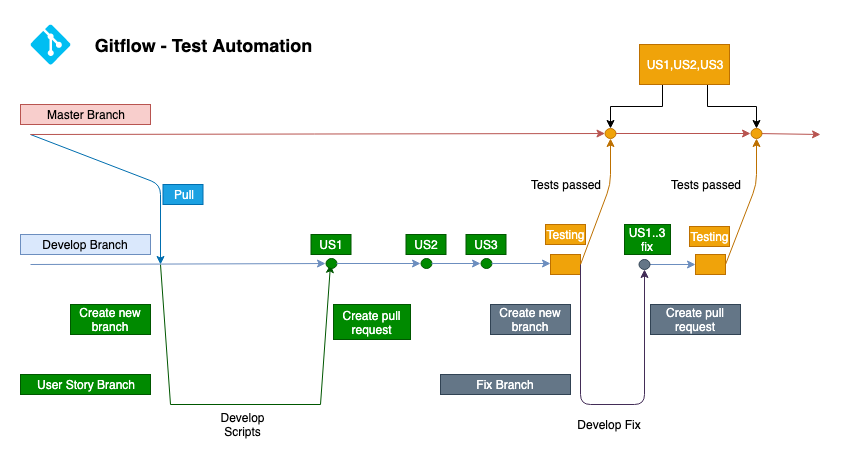 Gitflow - Test Automation
US1,US2,US3
Master Branch
Pull
Tests passed
Tests passed
Develop Branch
US1
US2
US3
Testing
US1..3
fix
Testing
Create new
branch
Create pull
request
Create new
branch
Create pull
request
User Story Branch
Fix Branch
Develop
Scripts
Develop Fix